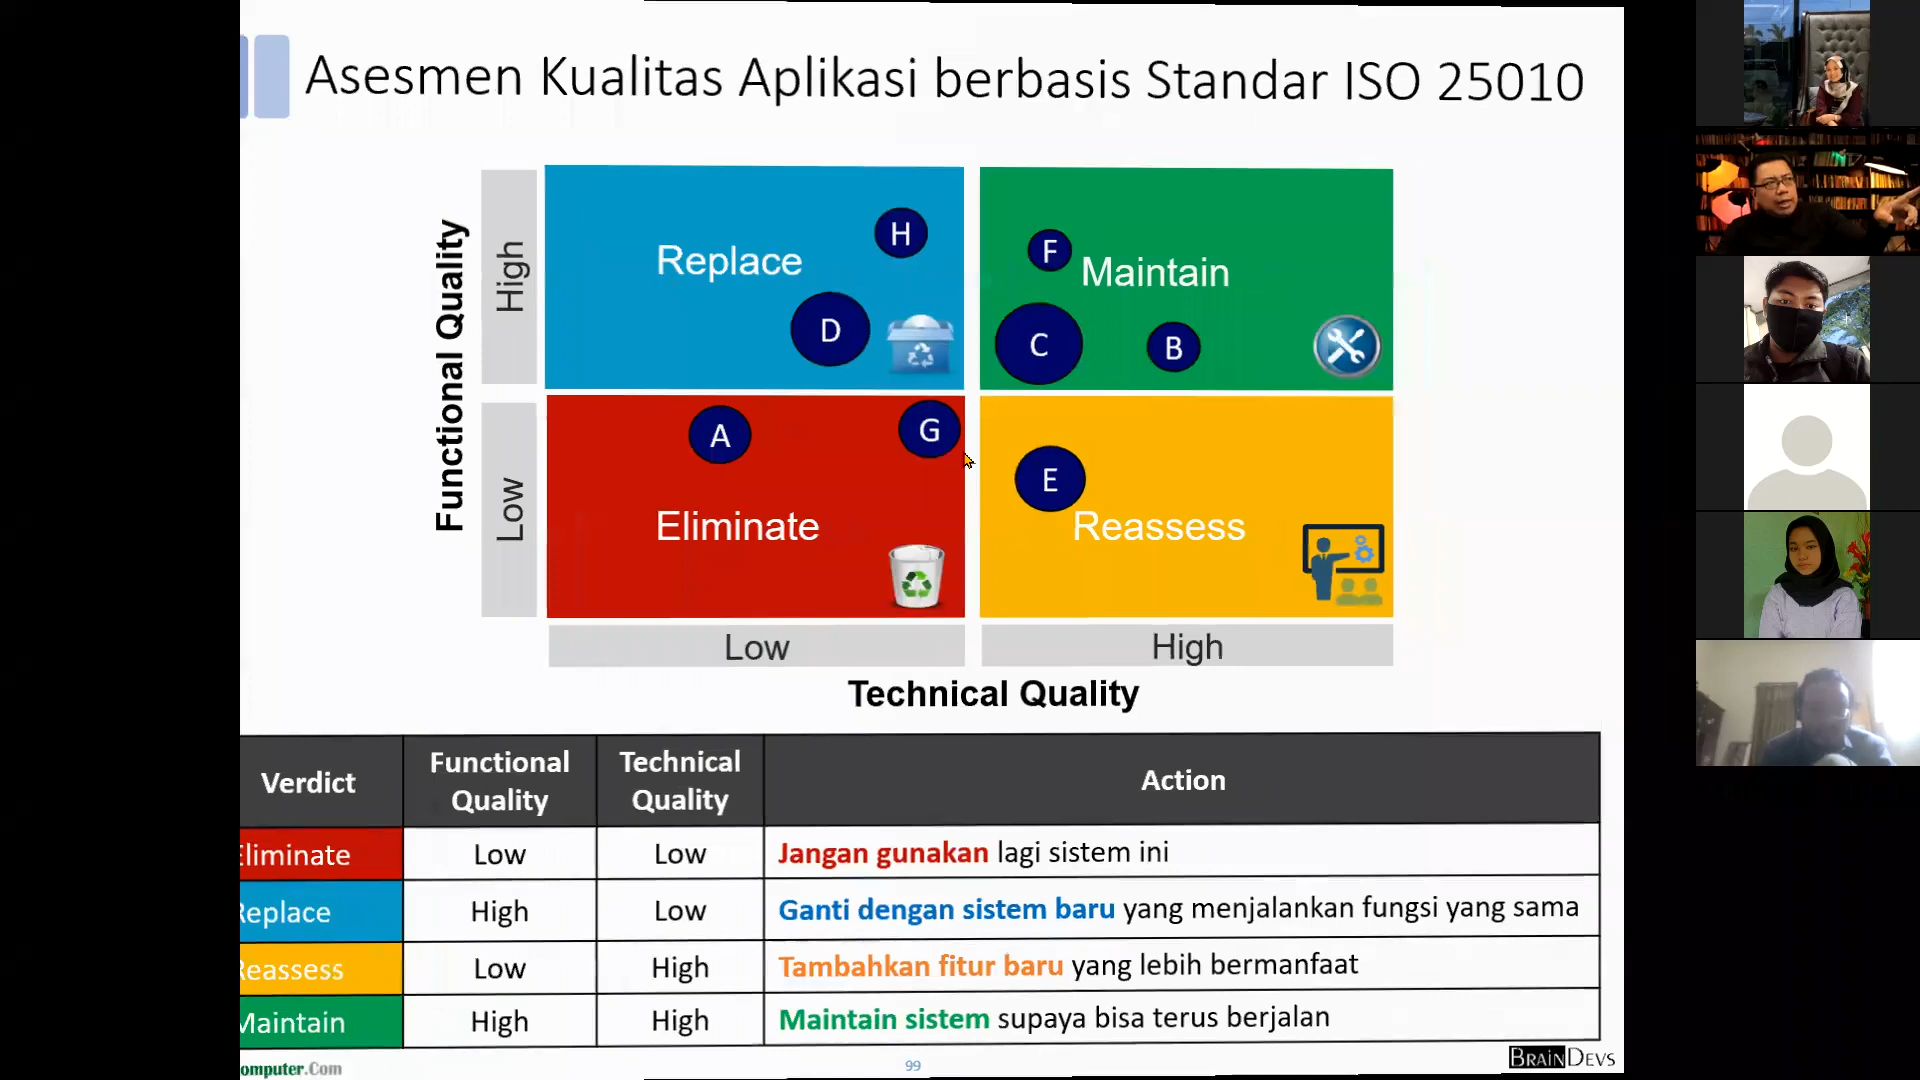 Asesmen Kualitas Aplikasi berbasis Standar ISO 25010
Functional Quality
High
Low
Replace
H
D
F
Maintain
C
B
A
G
Eliminate
E
Reassess
Low
High
Technical Quality
Verdict
Functional Quality
Technical Quality
Action
liminate
Low
Low
Jangan gunakan lagi sistem ini
Replace
High
Low
Ganti dengan sistem baru yang menjalankan fungsi yang sama
Reassess
Low
High
Tambahkan fitur baru yang lebih bermanfaat
Maintain
High
High
Maintain sistem supaya bisa terus berjalan
omputer.Com
99
BRAINDEVS